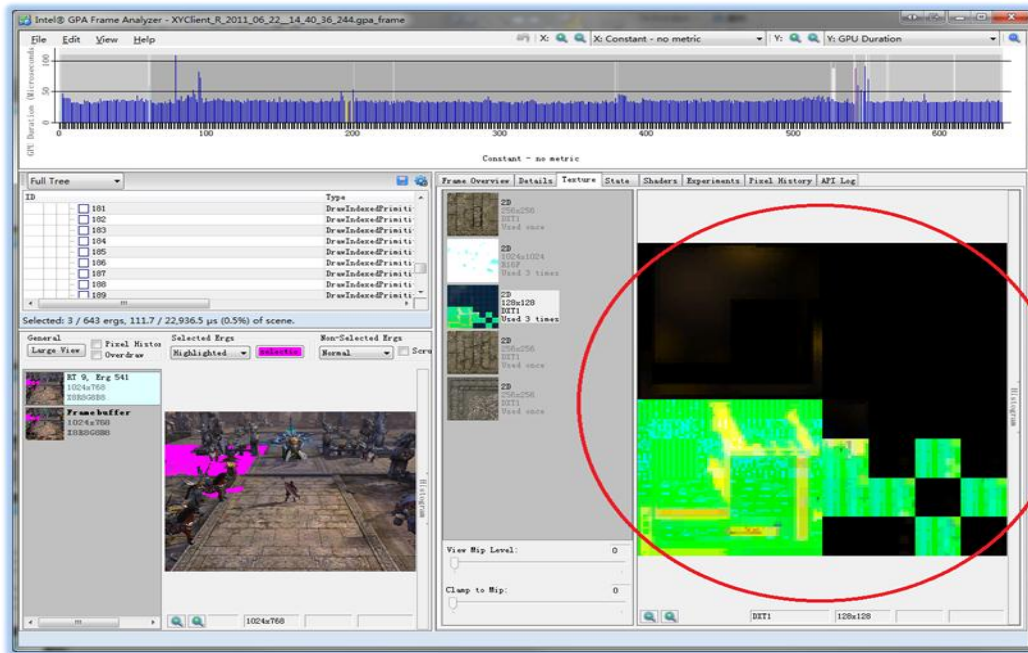 Intel® GPA Frame Analyzer - XYClient_R_2011_06_22__14_40_36_244.gpa_frame
File Edit View Help
X: X: Constant - no metric Y: Y: GPU Duration
GPU Duration (Microseconds
100
50
0
0 100 200 300 400 500 600
Constant - no metric
Full Tree
ID Type
181 DrawIndexedPrimiti
182 DrawIndexedPrimiti
183 DrawIndexedPrimiti
184 DrawIndexedPrimiti
185 DrawIndexedPrimiti
186 DrawIndexedPrimiti
187 DrawIndexedPrimiti
188 DrawIndexedPrimiti
189 DrawIndexedPrimiti
Selected: 3 / 643 ergs, 111.7 / 22,936.5 µs (0.5%) of scene.
General
Large View
Pixel Histo
Overdraw
Selected Ergs
Highlighted
selectio
Non-Selected Ergs
Normal
Scru
RT 9, Erg 541
1024x768
X8R8G8B8
Framebuffer
1024x768
X8R8G8B8
Histogram
1024x768
Frame Overview Details Texture State Shaders Experiments Pixel History API Log
2D
256x256
DXT1
Used once
2D
1024x1024
R16F
Used 3 times
2D
128x128
DXT1
Used 3 times
2D
256x256
DXT1
Used once
2D
256x256
DXT1
Used once
View Mip Level: 0
Clamp to Mip: 0
Histogram
DXT1 128x128